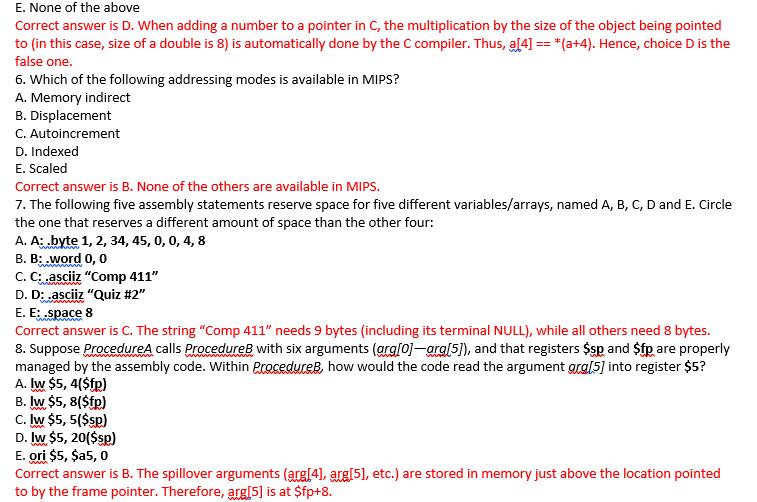 E. None of the above
Correct answer is D. When adding a number to a pointer in C, the multiplication by the size of the object being pointed
to (in this case, size of a double is 8) is automatically done by the C compiler. Thus, a[4] == *(a+4). Hence, choice D is the
false one.
6. Which of the following addressing modes is available in MIPS?
A. Memory indirect
B. Displacement
C. Autoincrement
D. Indexed
E. Scaled
Correct answer is B. None of the others are available in MIPS.
7. The following five assembly statements reserve space for five different variables/arrays, named A, B, C, D and E. Circle
the one that reserves a different amount of space than the other four:
A. A: .byte 1, 2, 34, 45, 0, 0, 4, 8
B. B: .word 0, 0
C. C: .asciiz “Comp 411”
D. D: .asciiz “Quiz #2”
E. E: .space 8
Correct answer is C. The string “Comp 411” needs 9 bytes (including its terminal NULL), while all others need 8 bytes.
8. Suppose ProcedureA calls ProcedureB with six arguments (arg[0]—arg[5]), and that registers $sp and $fp are properly
managed by the assembly code. Within ProcedureB, how would the code read the argument arg[5] into register $5?
A. lw $5, 4($fp)
B. lw $5, 8($fp)
C. lw $5, 5($sp)
D. lw $5, 20($sp)
E. ori $5, $a5, 0
Correct answer is B. The spillover arguments (arg[4], arg[5], etc.) are stored in memory just above the location pointed
to by the frame pointer. Therefore, arg[5] is at $fp+8.